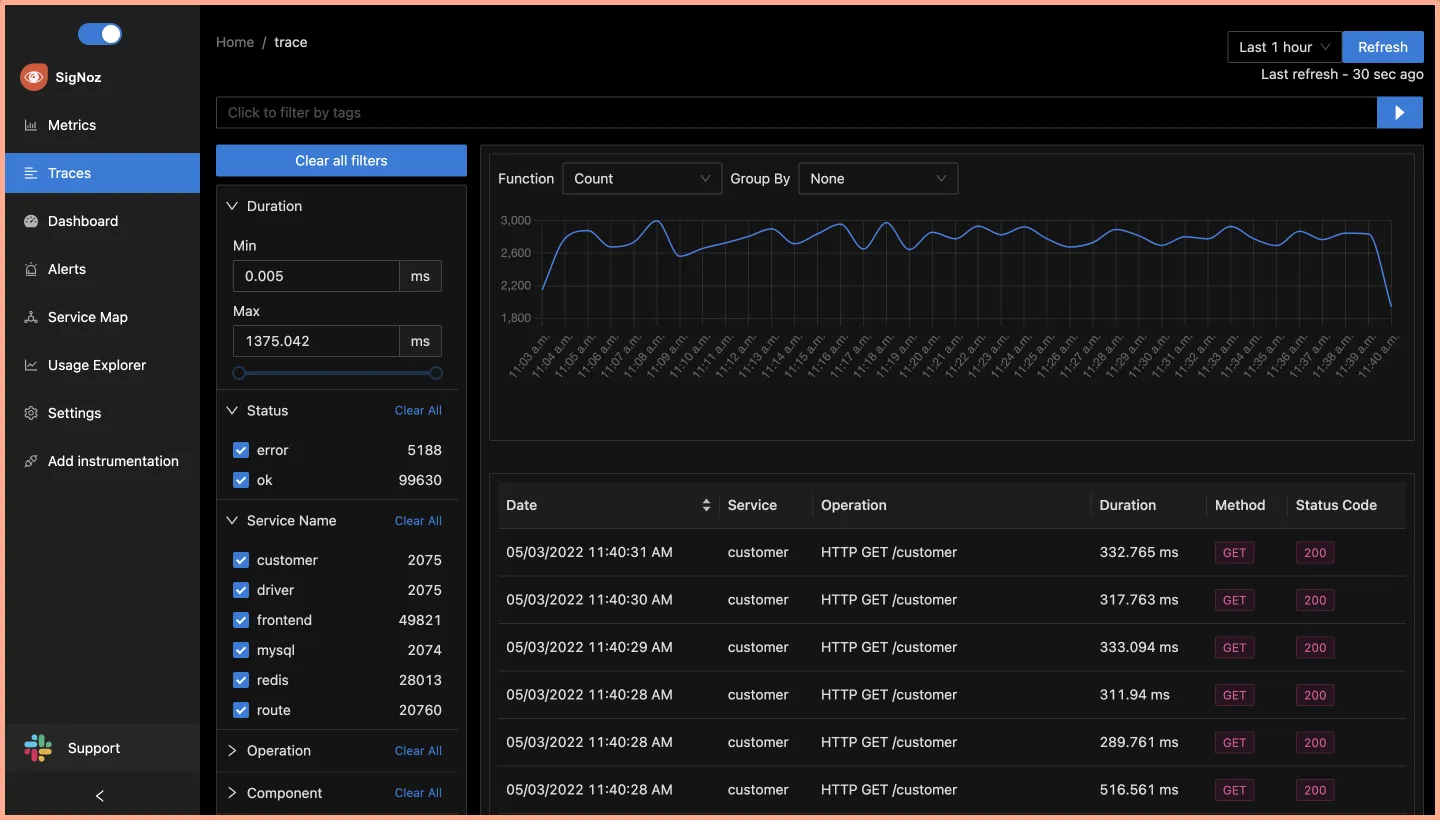 SigNoz
Metrics
Traces
Dashboard
Alerts
Service Map
Usage Explorer
Settings
Add instrumentation
Support
Home / trace
Last 1 hour
Refresh
Last refresh - 30 sec ago
Click to filter by tags
Clear all filters
Duration
Min
0.005 ms
Max
1375.042 ms
Status Clear All
error 5188
ok 99630
Service Name Clear All
customer 2075
driver 2075
frontend 49821
mysql 2074
redis 28013
route 20760
Operation Clear All
Component Clear All
Function Count Group By None
3,000
2,600
2,200
1,800
11:03 a.m.
11:04 a.m.
11:05 a.m.
11:06 a.m.
11:07 a.m.
11:08 a.m.
11:09 a.m.
11:10 a.m.
11:11 a.m.
11:12 a.m.
11:13 a.m.
11:14 a.m.
11:15 a.m.
11:16 a.m.
11:17 a.m.
11:18 a.m.
11:19 a.m.
11:20 a.m.
11:21 a.m.
11:22 a.m.
11:23 a.m.
11:24 a.m.
11:25 a.m.
11:26 a.m.
11:27 a.m.
11:28 a.m.
11:29 a.m.
11:30 a.m.
11:31 a.m.
11:32 a.m.
11:33 a.m.
11:34 a.m.
11:35 a.m.
11:36 a.m.
11:37 a.m.
11:38 a.m.
11:39 a.m.
11:40 a.m.
Date Service Operation Duration Method Status Code
05/03/2022 11:40:31 AM customer HTTP GET /customer 332.765 ms GET 200
05/03/2022 11:40:30 AM customer HTTP GET /customer 317.763 ms GET 200
05/03/2022 11:40:29 AM customer HTTP GET /customer 333.094 ms GET 200
05/03/2022 11:40:28 AM customer HTTP GET /customer 311.94 ms GET 200
05/03/2022 11:40:28 AM customer HTTP GET /customer 289.761 ms GET 200
05/03/2022 11:40:28 AM customer HTTP GET /customer 516.561 ms GET 200